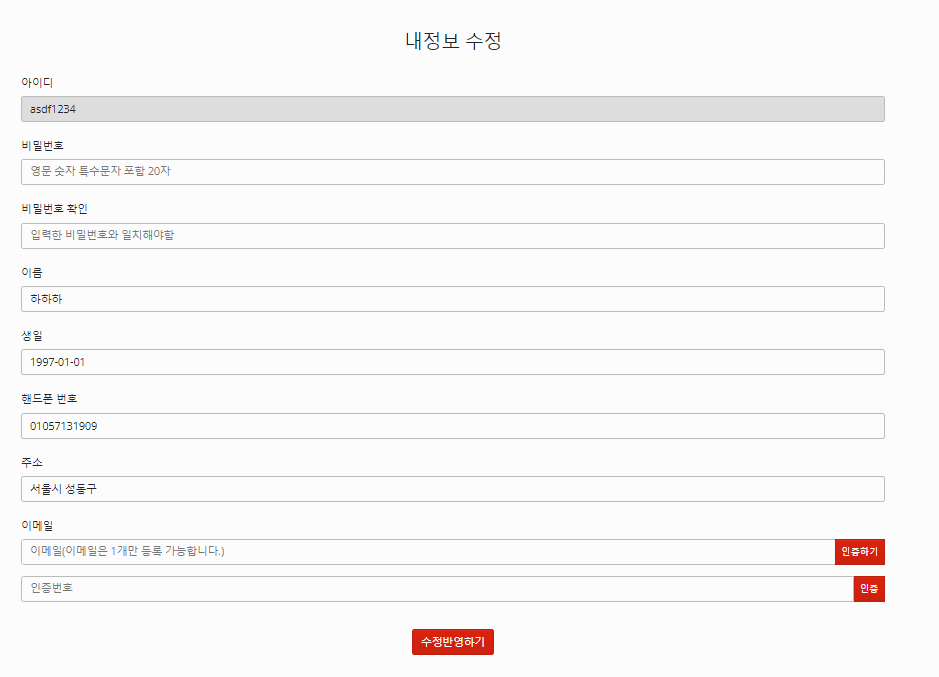 내정보 수정
아이디
asdf1234
비밀번호
영문 숫자 특수문자 포함 20자
비밀번호 확인
입력한 비밀번호와 일치해야함
이름
하하하
생일
1997-01-01
핸드폰 번호
01057131909
주소
서울시 성동구
이메일
이메일(이메일은 1개만 등록 가능합니다.) 인증하기
인증번호 인증
수정반영하기